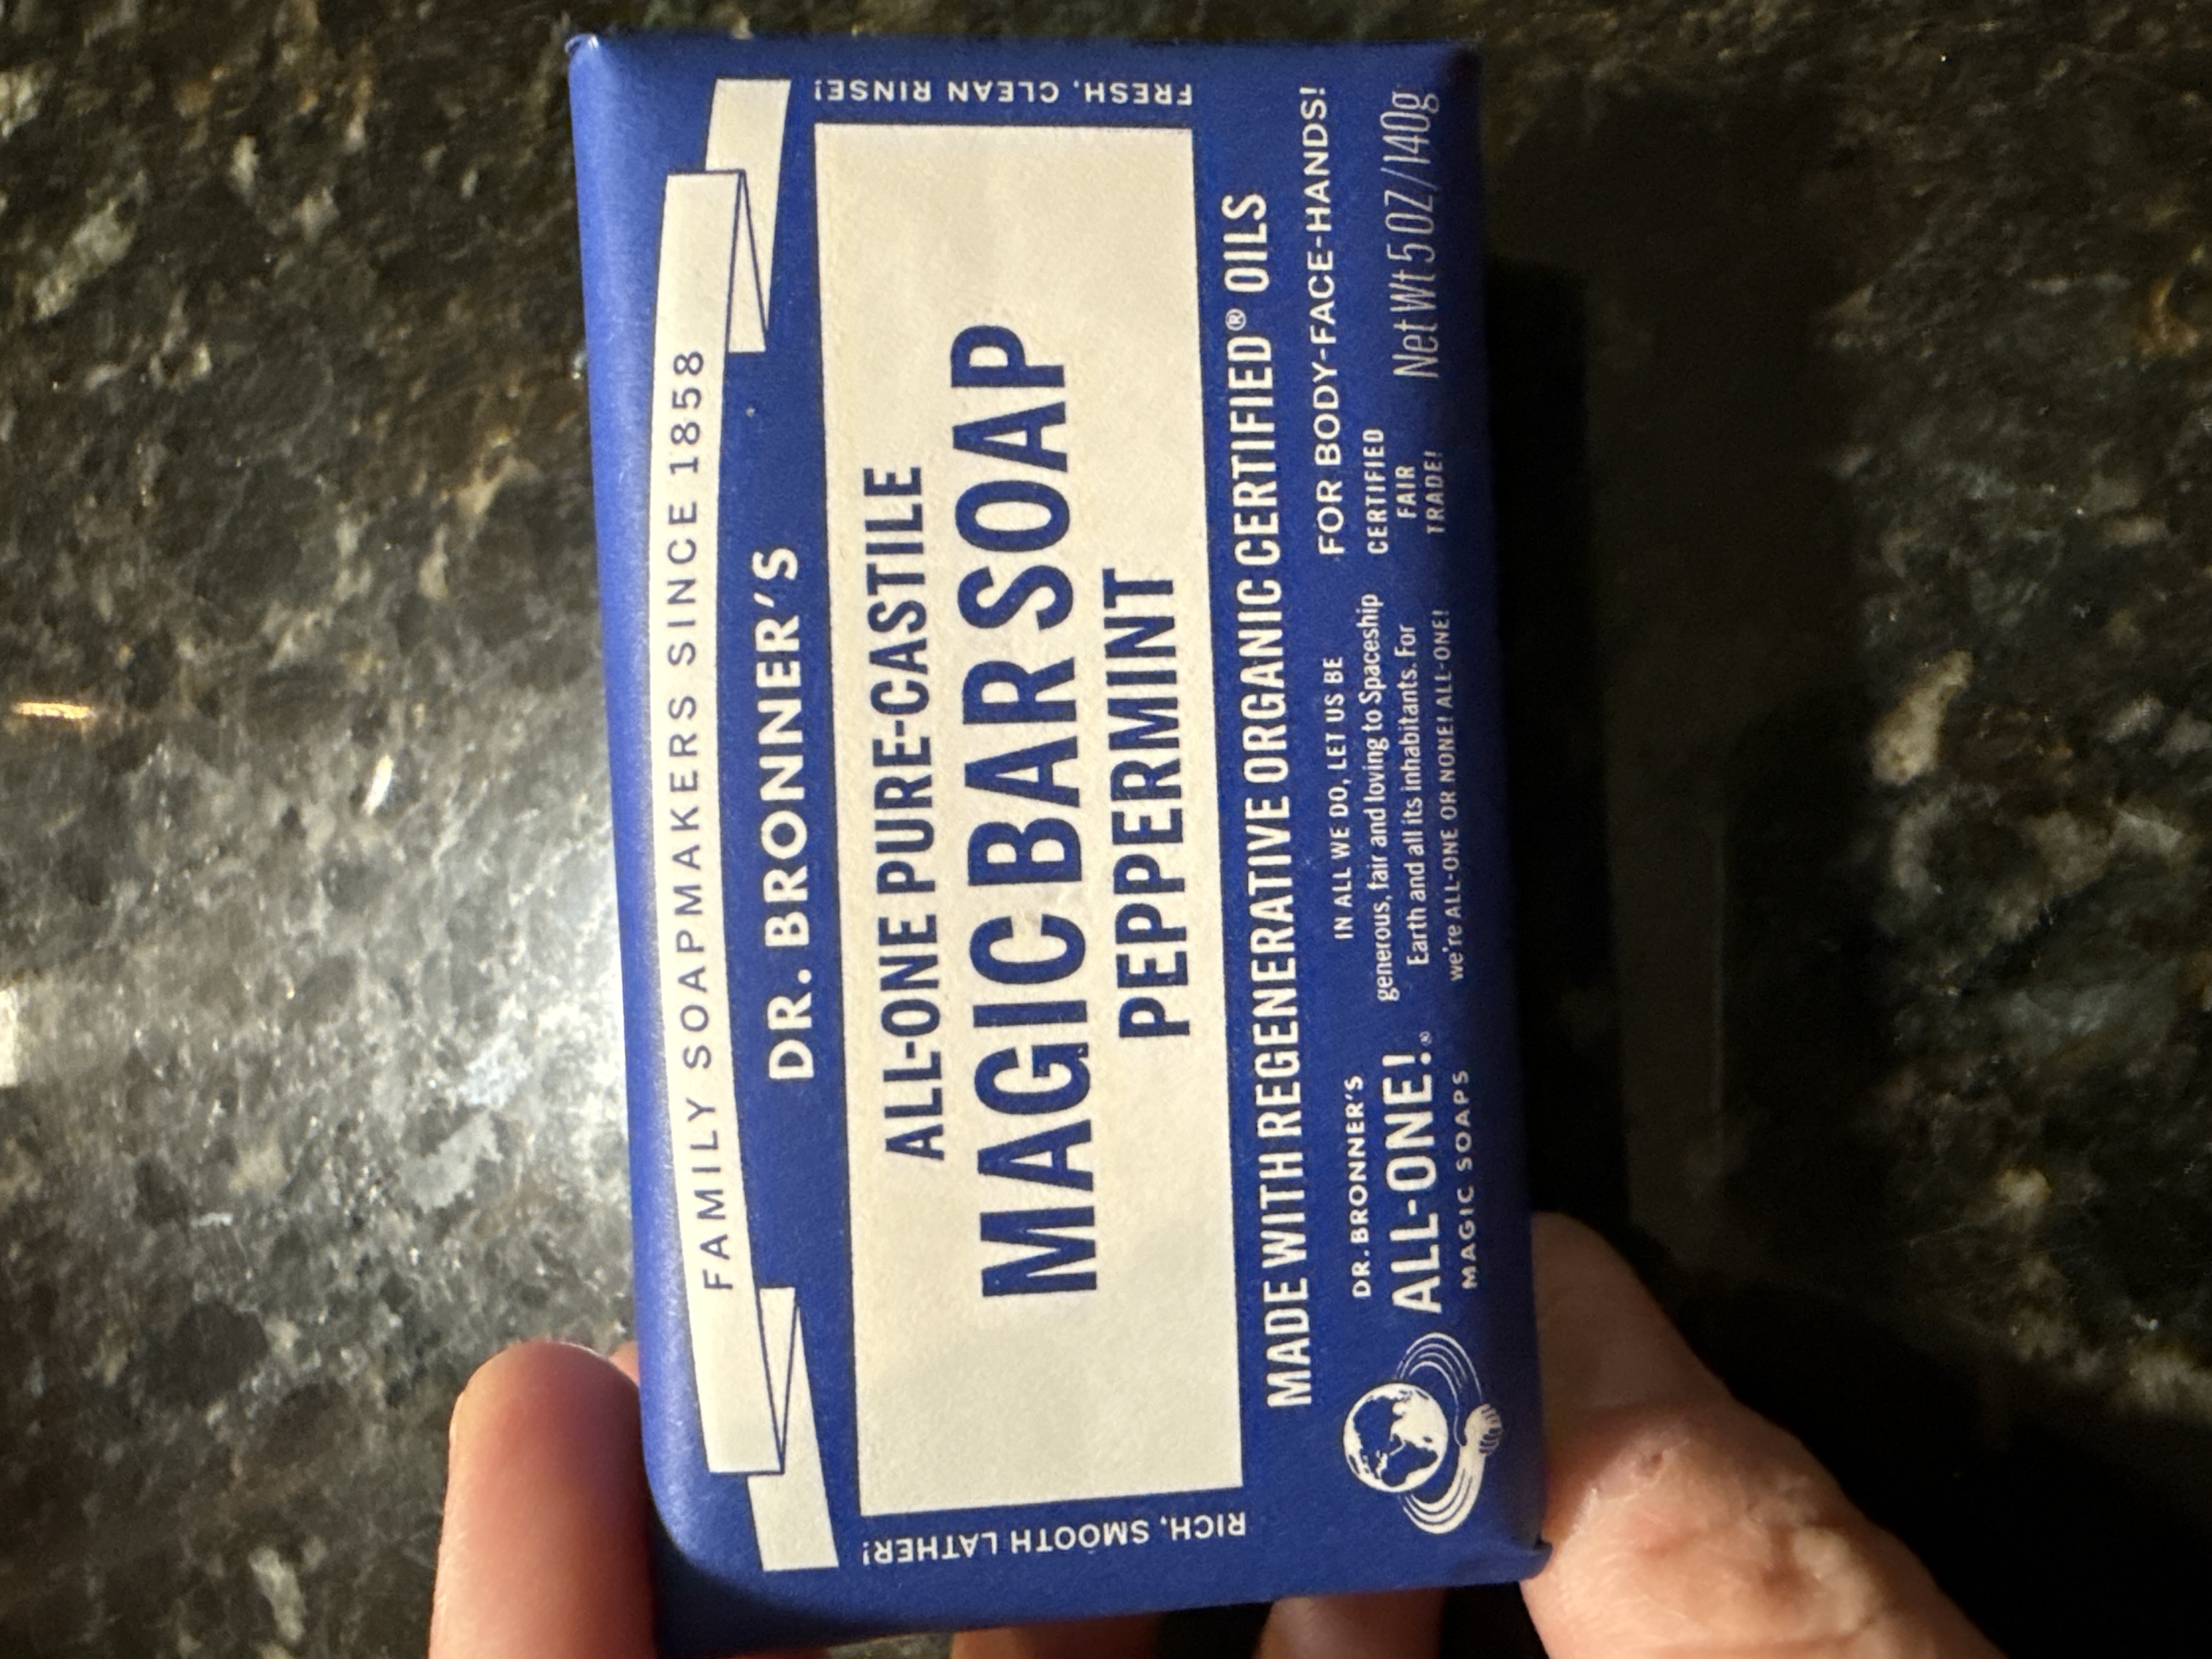 FAMILY SOAPMAKERS SINCE 1858
DR. BRONNER'S
RICH, SMOOTH LATHER!
ALL-ONE PURE-CASTILE
MAGIC BAR SOAP
PEPPERMINT
FRESH, CLEAN RINSE!
MADE WITH REGENERATIVE ORGANIC CERTIFIED® OILS
DR. BRONNER'S
ALL-ONE!®
MAGIC SOAPS
IN ALL WE DO, LET US BE
generous, fair and loving to Spaceship
Earth and all its inhabitants. For
we're ALL-ONE OR NONE! ALL-ONE!
FOR BODY-FACE-HANDS!
CERTIFIED
FAIR
TRADE!
Net Wt 5 OZ/140g